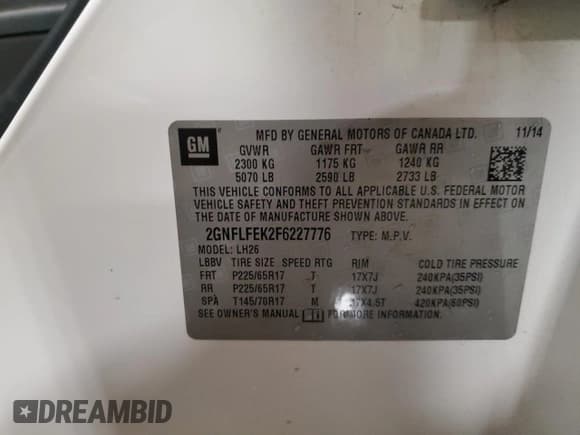 GM
MFD BY GENERAL MOTORS OF CANADA LTD. 11/14
GVWR GAWR FRT GAWR RR
2300 KG 1175 KG 1240 KG
5070 LB 2590 LB 2733 LB
THIS VEHICLE CONFORMS TO ALL APPLICABLE U.S. FEDERAL MOTOR
VEHICLE SAFETY AND THEFT PREVENTION STANDARDS IN EFFECT ON
THE DATE OF MANUFACTURE SHOWN ABOVE.
2GNFLFEK2F6227776 TYPE: M.P.V.
MODEL: LH26
LBBV TIRE SIZE SPEED RTG RIM COLD TIRE PRESSURE
FRT P225/65R17 T 17X7J 240KPA(35PSI)
RR P225/65R17 T 17X7J 240KPA(35PSI)
SPA T145/70R17 M 17X4.5T 420KPA(60PSI)
SEE OWNER'S MANUAL FOR MORE INFORMATION
DREAMBID